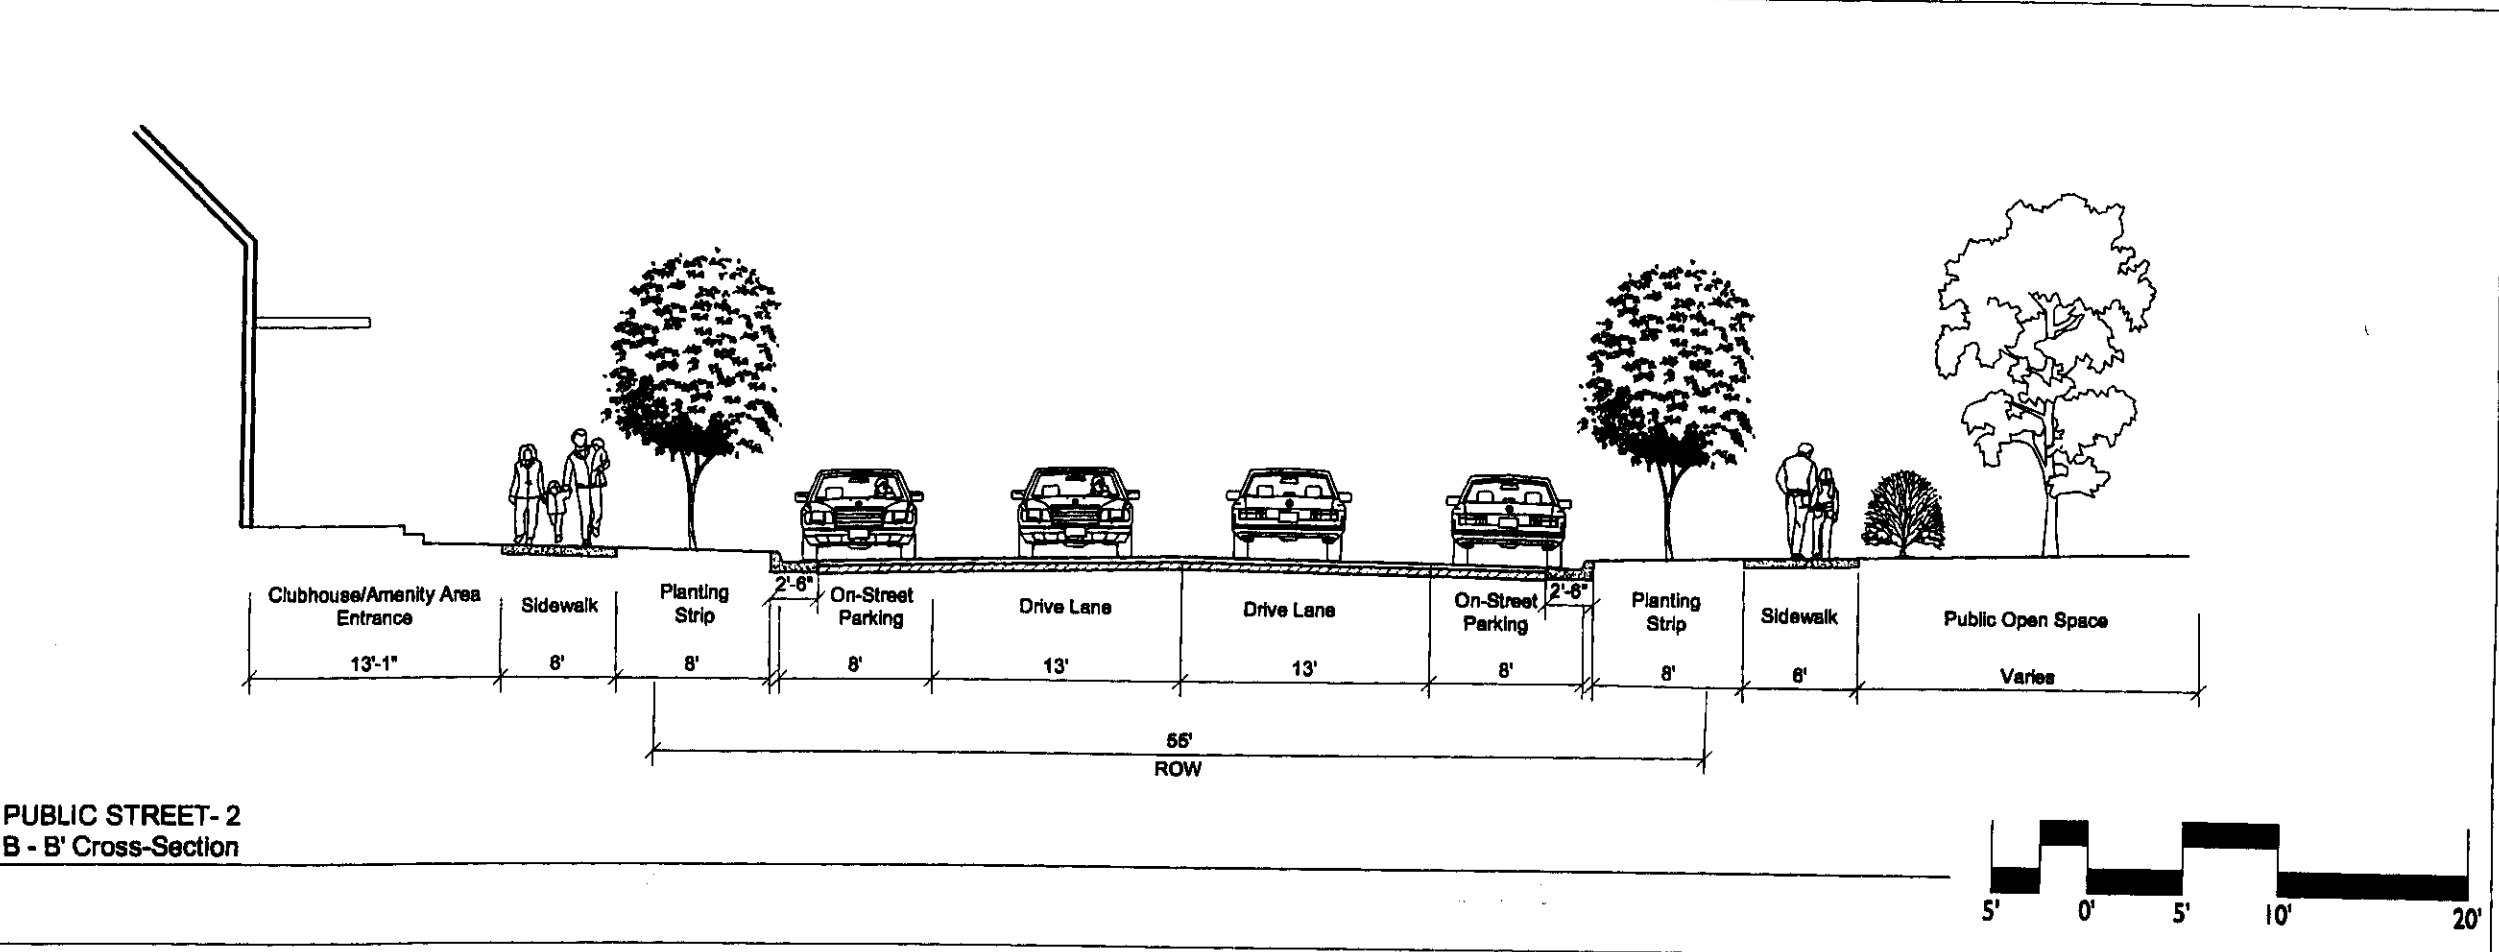 Clubhouse/Amenity Area
Entrance
13'-1"
Sidewalk
6'
Planting
Strip
8'
2'-6"
On-Street
Parking
8'
Drive Lane
13'
Drive Lane
13'
On-Street
Parking
8'
2'-6"
Planting
Strip
8'
Sidewalk
6'
Public Open Space
Varies
55'
ROW
PUBLIC STREET- 2
B - B' Cross-Section
5' 0' 5' 10' 20'